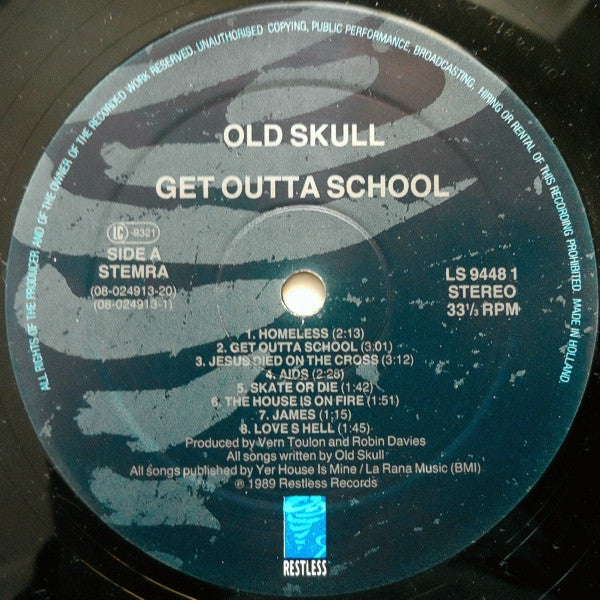 ALL RIGHTS OF THE PRODUCER AND OF THE OWNER OF THE RECORDED WORK RESERVED. UNAUTHORISED COPYING, PUBLIC PERFORMANCE, BROADCASTING, HIRING OR RENTAL OF THIS RECORDING PROHIBITED. MADE IN HOLLAND.
OLD SKULL
GET OUTTA SCHOOL
LC -9321
SIDE A
STEMRA
(08-024913-20)
(08-024913-1)
LS 9448 1
STEREO
33⅓ RPM
1. HOMELESS (2:13)
2. GET OUTTA SCHOOL (3:01)
3. JESUS DIED ON THE CROSS (3:12)
4. AIDS (2:28)
5. SKATE OR DIE (1:42)
6. THE HOUSE IS ON FIRE (1:51)
7. JAMES (1;15)
8. LOVE S HELL (1:45)
Produced by Vern Toulon and Robin Davies
All songs written by Old Skull
All songs published by Yer House Is Mine / La Rana Music (BMI)
℗ 1989 Restless Records
RESTLESS